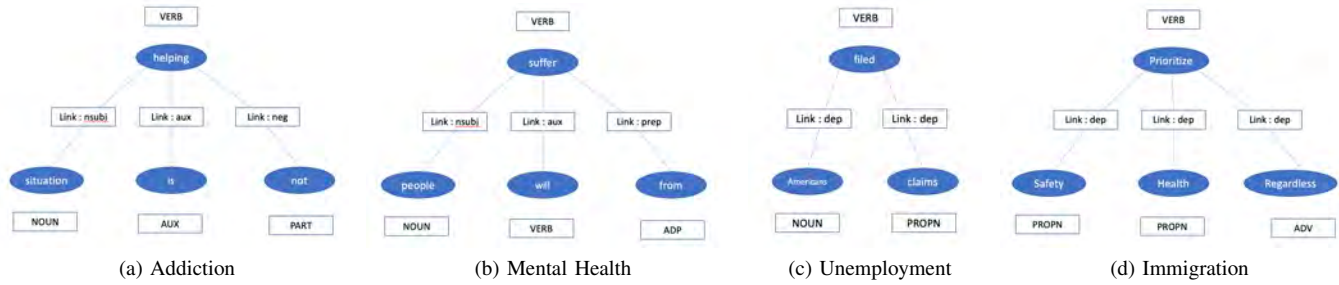 VERB
helping
Link : nsubj
Link : aux
Link : neg
situation
is
not
NOUN
AUX
PART
(a) Addiction
VERB
suffer
Link : nsubj
Link : aux
Link : prep
people
will
from
NOUN
VERB
ADP
(b) Mental Health
VERB
filed
Link : dep
Link : dep
Americans
claims
NOUN
PROPN
(c) Unemployment
VERB
Prioritize
Link : dep
Link : dep
Link : dep
Safety
Health
Regardless
PROPN
PROPN
ADV
(d) Immigration